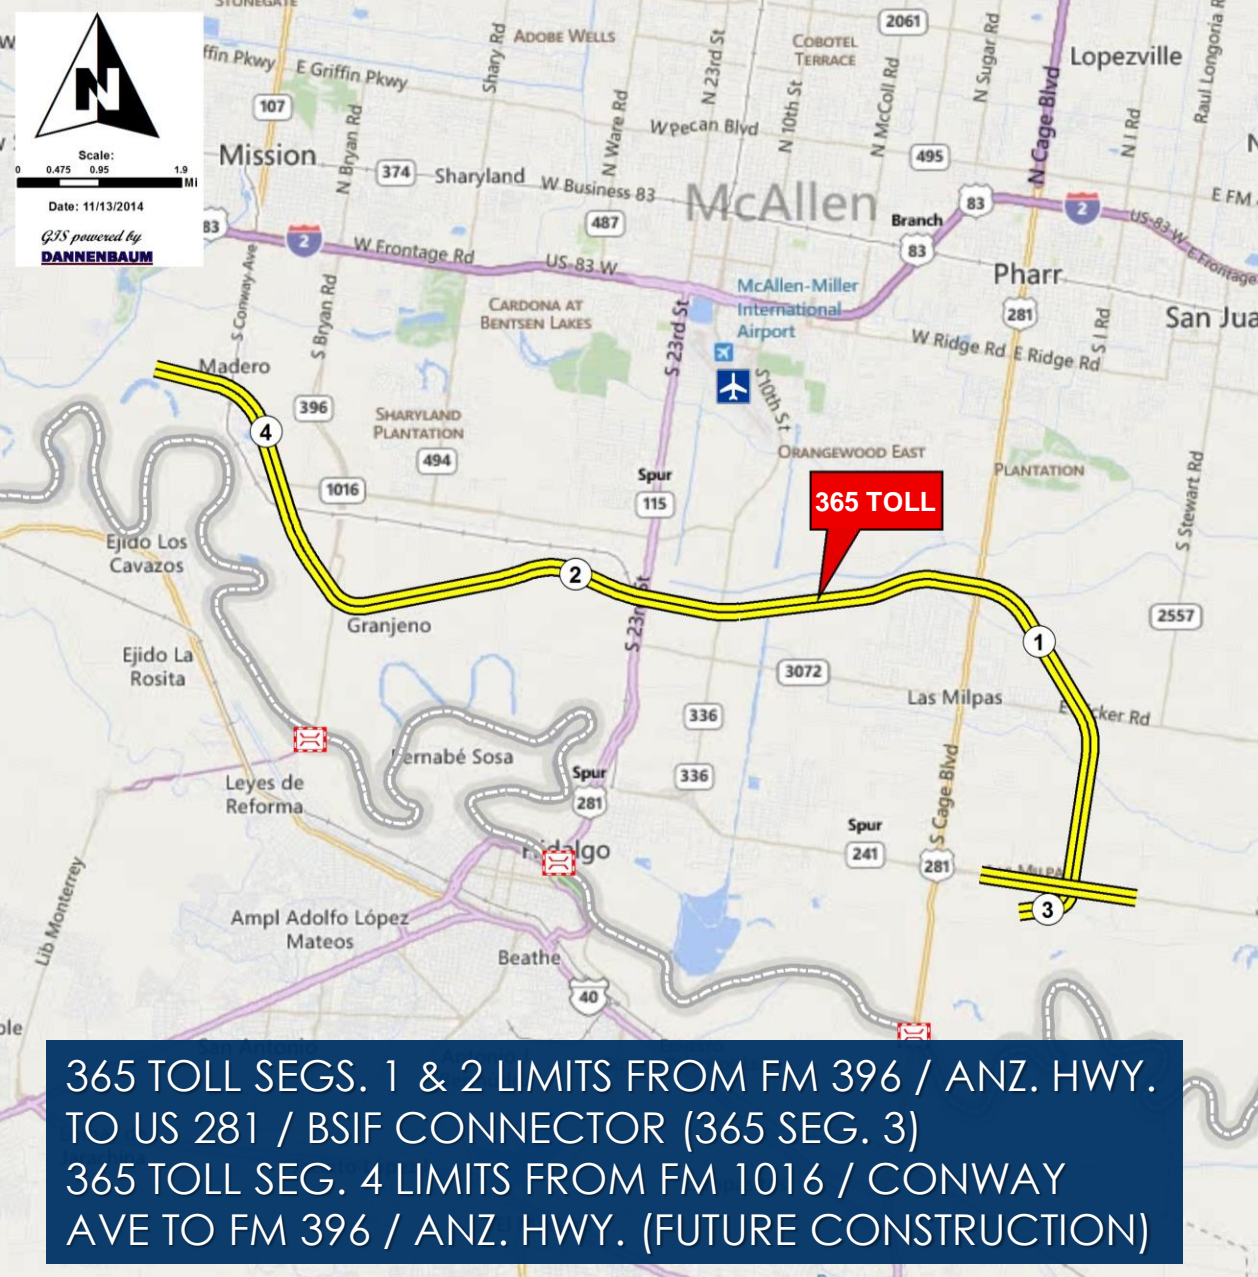 STONEGATE
ffin Pkwy
E Griffin Pkwy
Shary Rd
ADOBE WELLS
N 23rd St
COBOTEL
TERRACE
2061
N Sugar Rd
Lopezville
Raul Longoria R
N
107
N Bryan Rd
N Ware Rd
W Pecan Blvd
N 10th St
N McColl Rd
N Cage Blvd
N I Rd
Scale:
0 0.475 0.95 1.9
Mi
Mission
374
Sharyland
W Business 83
495
Date: 11/13/2014
GIS powered by
DANNENBAUM
83
2
W Frontage Rd
487
US-83 W
McAllen
Branch
83
83
2
E FM
US-83-W
E Frontage
S Conway Ave
S Bryan Rd
CARDONA AT
BENTSEN LAKES
McAllen-Miller
International
Airport
Pharr
281
S I Rd
San Jua
S 23rd St
W Ridge Rd
E Ridge Rd
Madero
396
SHARYLAND
PLANTATION
S 10th St
4
494
ORANGEWOOD EAST
PLANTATION
S Stewart Rd
1016
Spur
115
365 TOLL
Ejido Los
Cavazos
2
S 23rd St
Granjeno
1
2557
Ejido La
Rosita
3072
Las Milpas
336
cker Rd
ernabé Sosa
Leyes de
Reforma
Spur
281
336
S Cage Blvd
Spur
241
281
Hidalgo
Lib Monterrey
3
Ampl Adolfo López
Mateos
Beathe
40
San Antonio
365 TOLL SEGS. 1 & 2 LIMITS FROM FM 396 / ANZ. HWY.
TO US 281 / BSIF CONNECTOR (365 SEG. 3)
365 TOLL SEG. 4 LIMITS FROM FM 1016 / CONWAY
AVE TO FM 396 / ANZ. HWY. (FUTURE CONSTRUCTION)